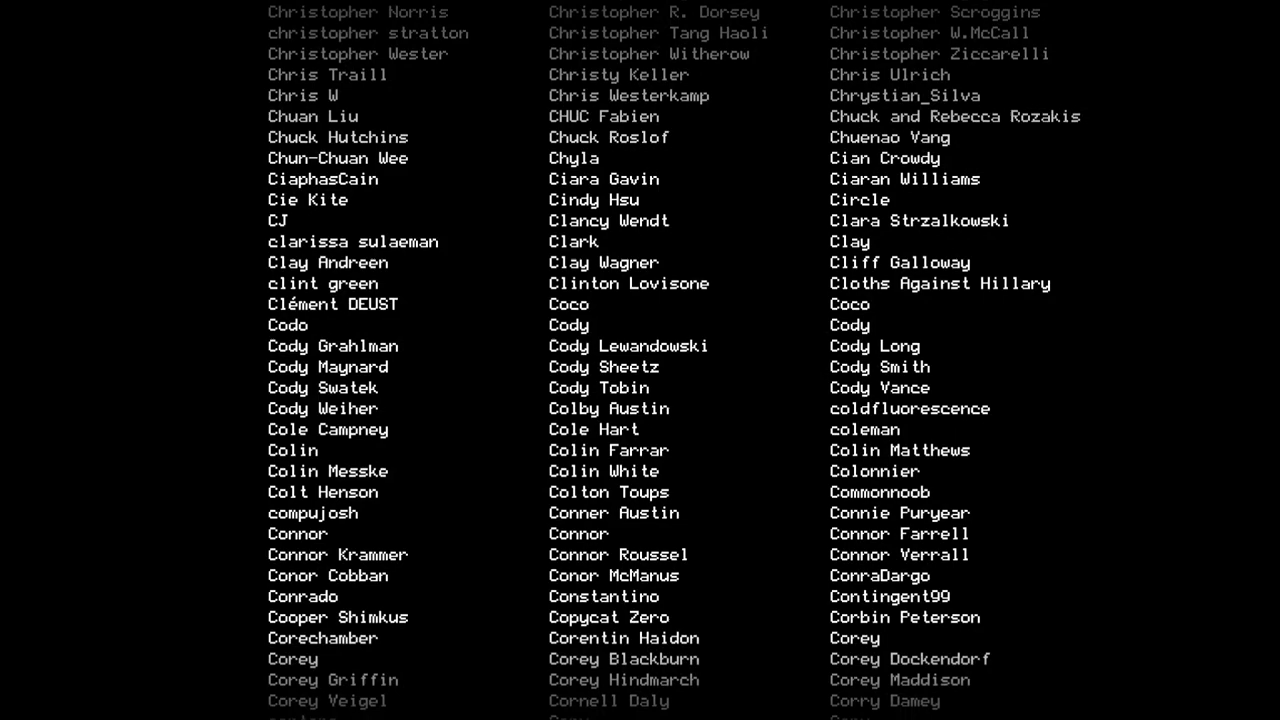 Christopher Norris Christopher R. Dorsey Christopher Scroggins
christopher stratton Christopher Tang Haoli Christopher W.McCall
Christopher Wester Christopher Witherow Christopher Ziccarelli
Chris Traill Christy Keller Chris Ulrich
Chris W Chris Westerkamp Chrystian_Silva
Chuan Liu CHUC Fabien Chuck and Rebecca Rozakis
Chuck Hutchins Chuck Roslof Chuenao Vang
Chun-Chuan Wee Chyla Cian Crowdy
CiaphasCain Ciara Gavin Ciaran Williams
Cie Kite Cindy Hsu Circle
CJ Clancy Wendt Clara Strzalkowski
clarissa sulaeman Clark Clay
Clay Andreen Clay Wagner Cliff Galloway
clint green Clinton Lovisone Cloths Against Hillary
Clément DEUST Coco Coco
Codo Cody Cody
Cody Grahlman Cody Lewandowski Cody Long
Cody Maynard Cody Sheetz Cody Smith
Cody Swatek Cody Tobin Cody Vance
Cody Weiher Colby Austin coldfluorescence
Cole Campney Cole Hart coleman
Colin Colin Farrar Colin Matthews
Colin Messke Colin White Colonnier
Colt Henson Colton Toups Commonnoob
compujosh Conner Austin Connie Puryear
Connor Connor Connor Farrell
Connor Krammer Connor Roussel Connor Verrall
Conor Cobban Conor McManus ConraDargo
Conrado Constantino Contingent99
Cooper Shimkus Copycat Zero Corbin Peterson
Corechamber Corentin Haidon Corey
Corey Corey Blackburn Corey Dockendorf
Corey Griffin Corey Hindmarch Corey Maddison
Corey Veigel Cornell Daly Corry Damey